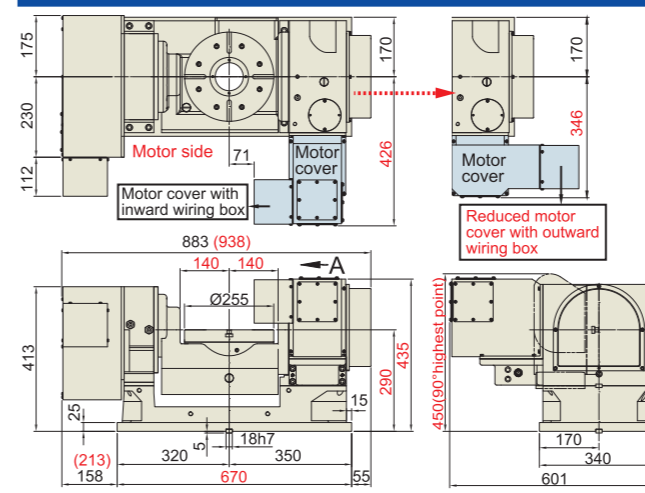 175
230
112
170
426
170
346
Motor side
71
Motor
cover
Motor
cover
Motor cover with
inward wiring box
Reduced motor
cover with outward
wiring box
883 (938)
140
140
A
Ø255
413
25
290
435
450(90°highest point)
15
5
18h7
(213)
158
320
350
670
55
170
340
601